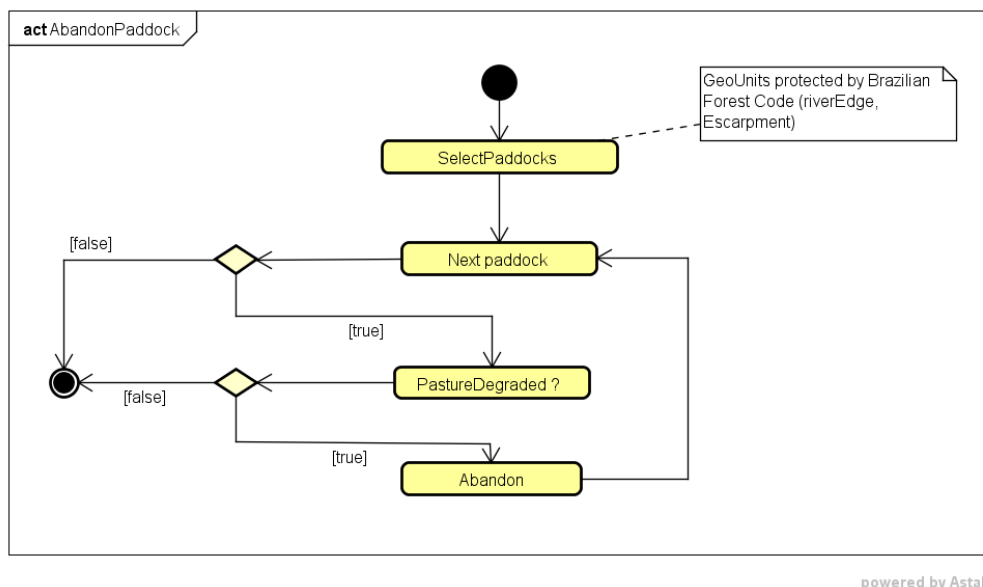 act AbandonPaddock
GeoUnits protected by Brazilian
Forest Code (riverEdge,
Escarpment)
SelectPaddocks
[false]
Next paddock
[true]
PastureDegraded ?
[false]
[true]
Abandon
powered by Astah